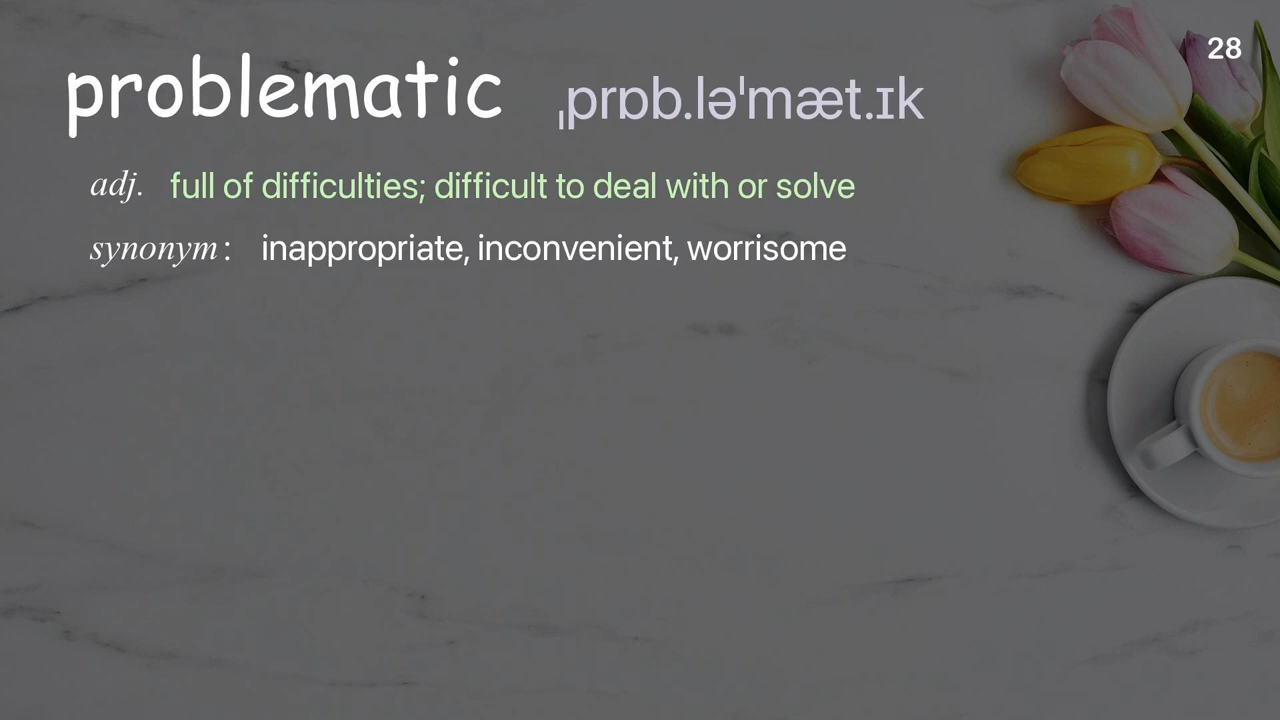 28
problematic ˌprɒb.ləˈmæt.ɪk
adj. full of difficulties; difficult to deal with or solve
synonym: inappropriate, inconvenient, worrisome